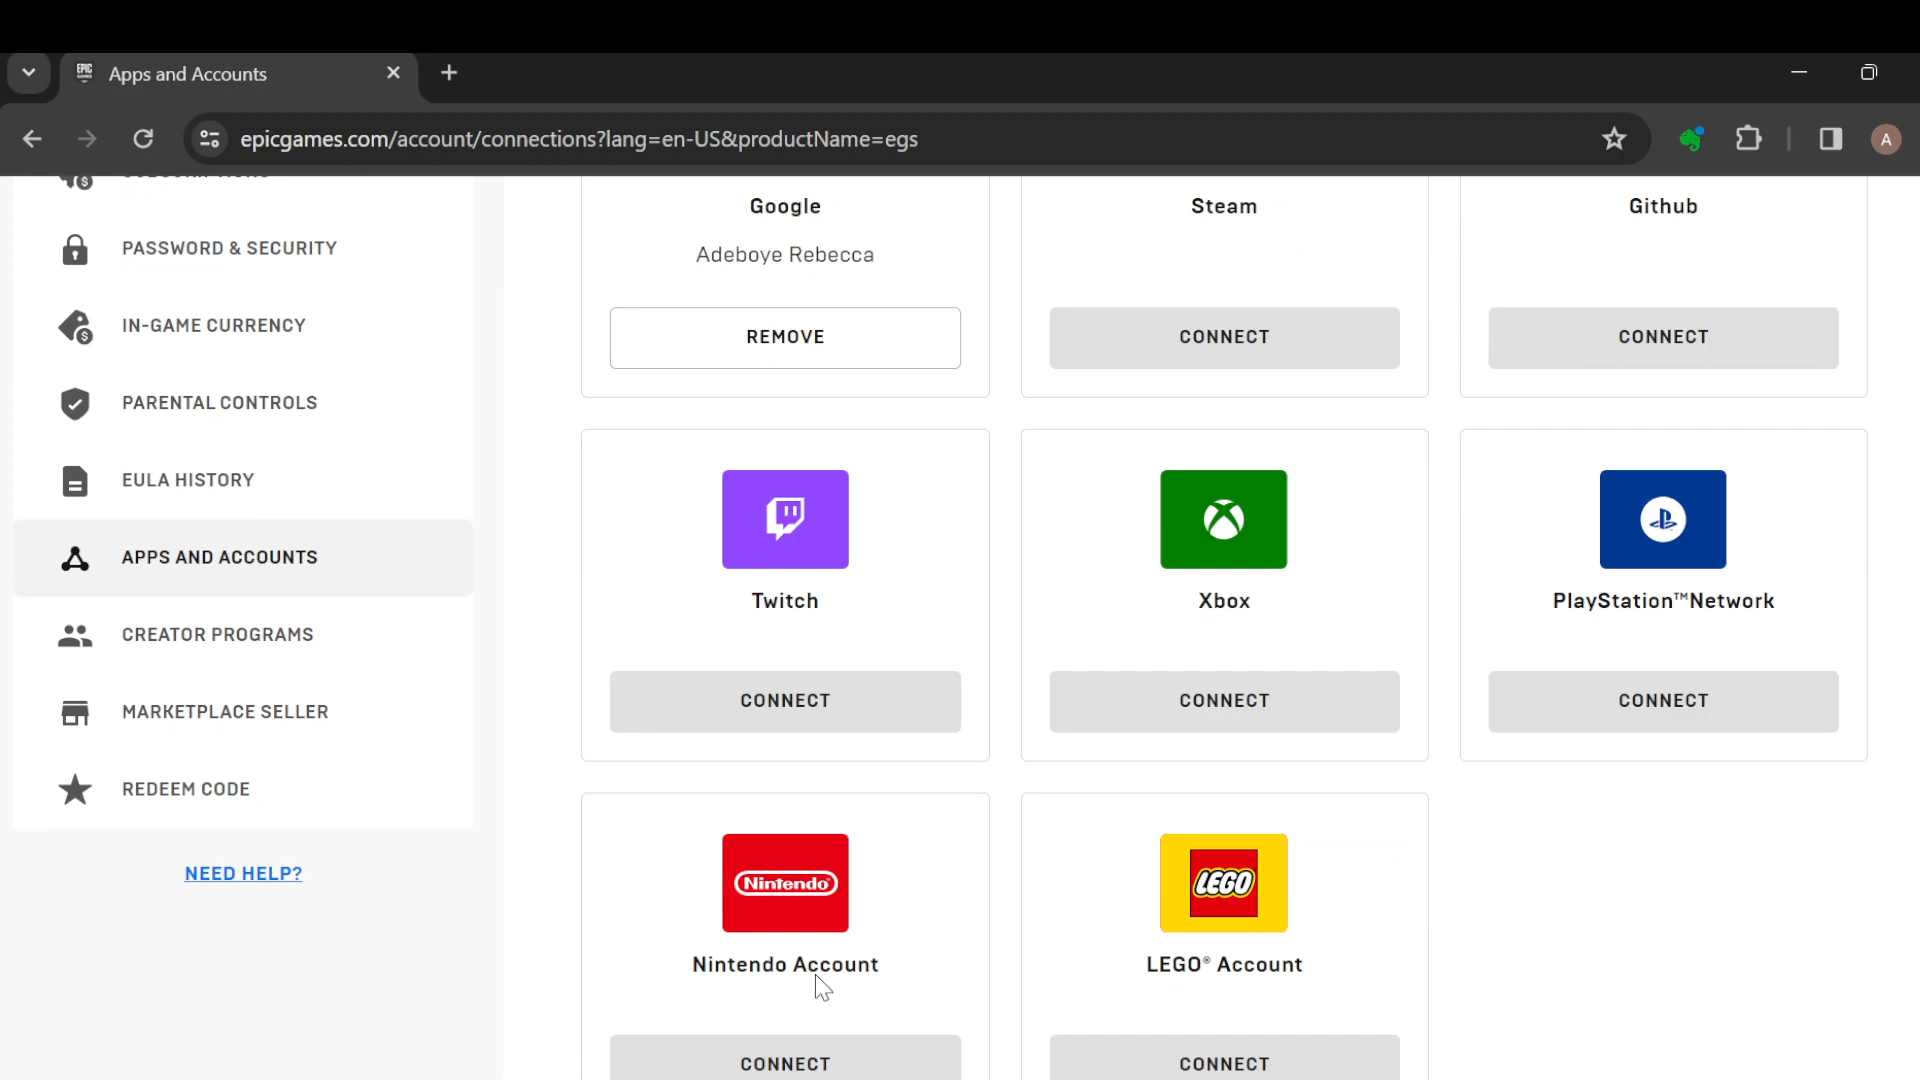 EPIC GAMES
Apps and Accounts
epicgames.com/account/connections?lang=en-US&productName=egs
A
PASSWORD & SECURITY
IN-GAME CURRENCY
PARENTAL CONTROLS
EULA HISTORY
APPS AND ACCOUNTS
CREATOR PROGRAMS
MARKETPLACE SELLER
REDEEM CODE
NEED HELP?
Google
Steam
Github
Adeboye Rebecca
REMOVE
CONNECT
CONNECT
Twitch
Xbox
PlayStation™Network
CONNECT
CONNECT
CONNECT
Nintendo
LEGO
Nintendo Account
LEGO® Account
CONNECT
CONNECT